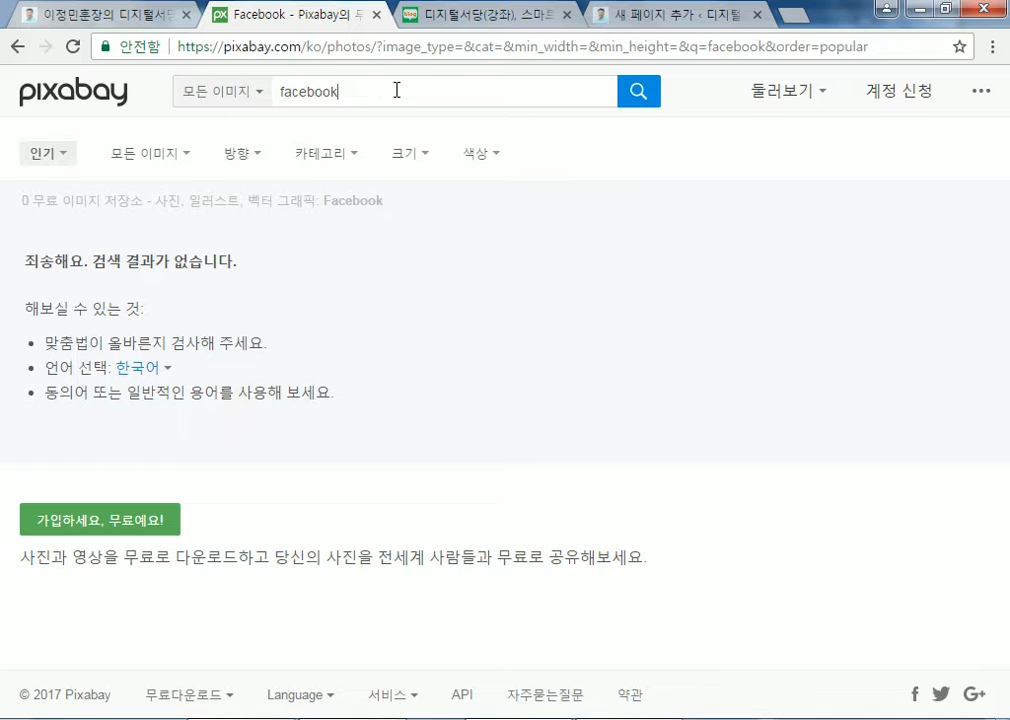 이정민훈장의 디지털서당
Facebook - Pixabay의 무
디지털서당(강좌), 스마트
새 페이지 추가 ‹ 디지털
안전함 https://pixabay.com/ko/photos/?image_type=&cat=&min_width=&min_height=&q=facebook&order=popular
pixabay 모든 이미지 facebook 둘러보기 계정 신청
인기 모든 이미지 방향 카테고리 크기 색상
0 무료 이미지 저장소 - 사진, 일러스트, 벡터 그래픽: Facebook
죄송해요. 검색 결과가 없습니다.
해보실 수 있는 것:
• 맞춤법이 올바른지 검사해 주세요.
• 언어 선택: 한국어
• 동의어 또는 일반적인 용어를 사용해 보세요.
가입하세요, 무료예요!
사진과 영상을 무료로 다운로드하고 당신의 사진을 전세계 사람들과 무료로 공유해보세요.
© 2017 Pixabay 무료다운로드 Language 서비스 API 자주묻는질문 약관